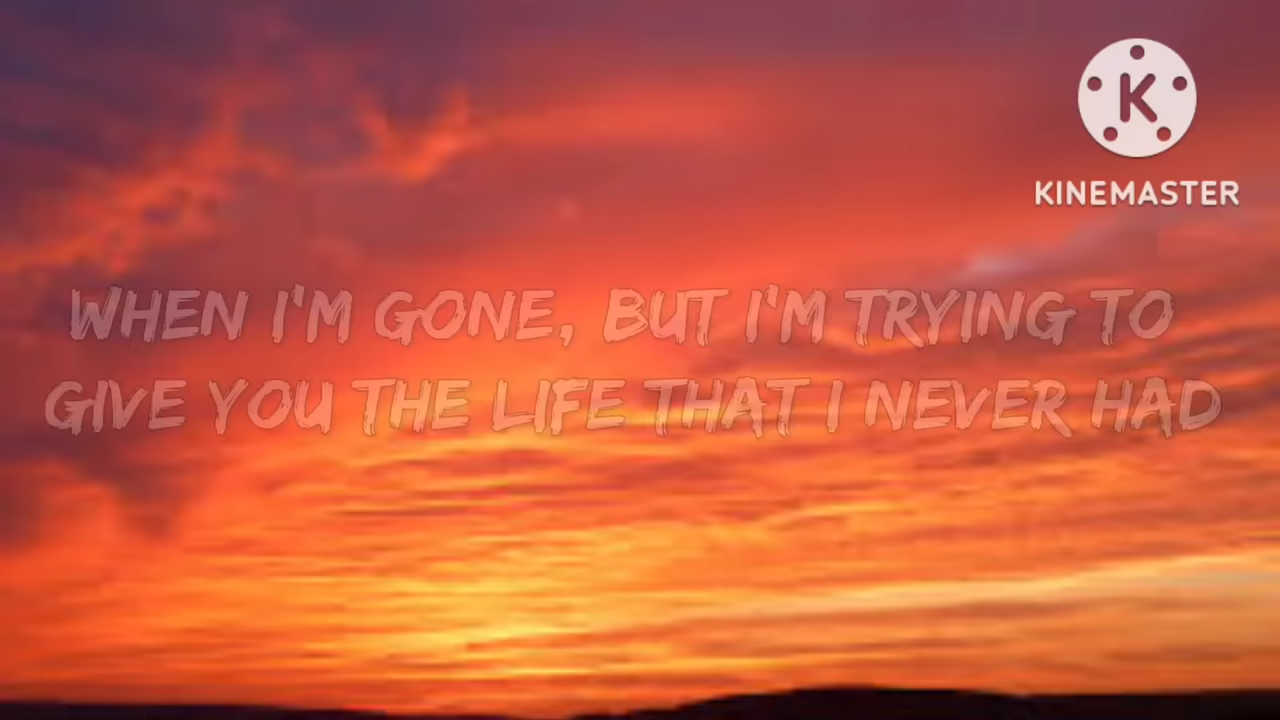 K
KINEMASTER
WHEN I'M GONE, BUT I'M TRYING TO
GIVE YOU THE LIFE THAT I NEVER HAD